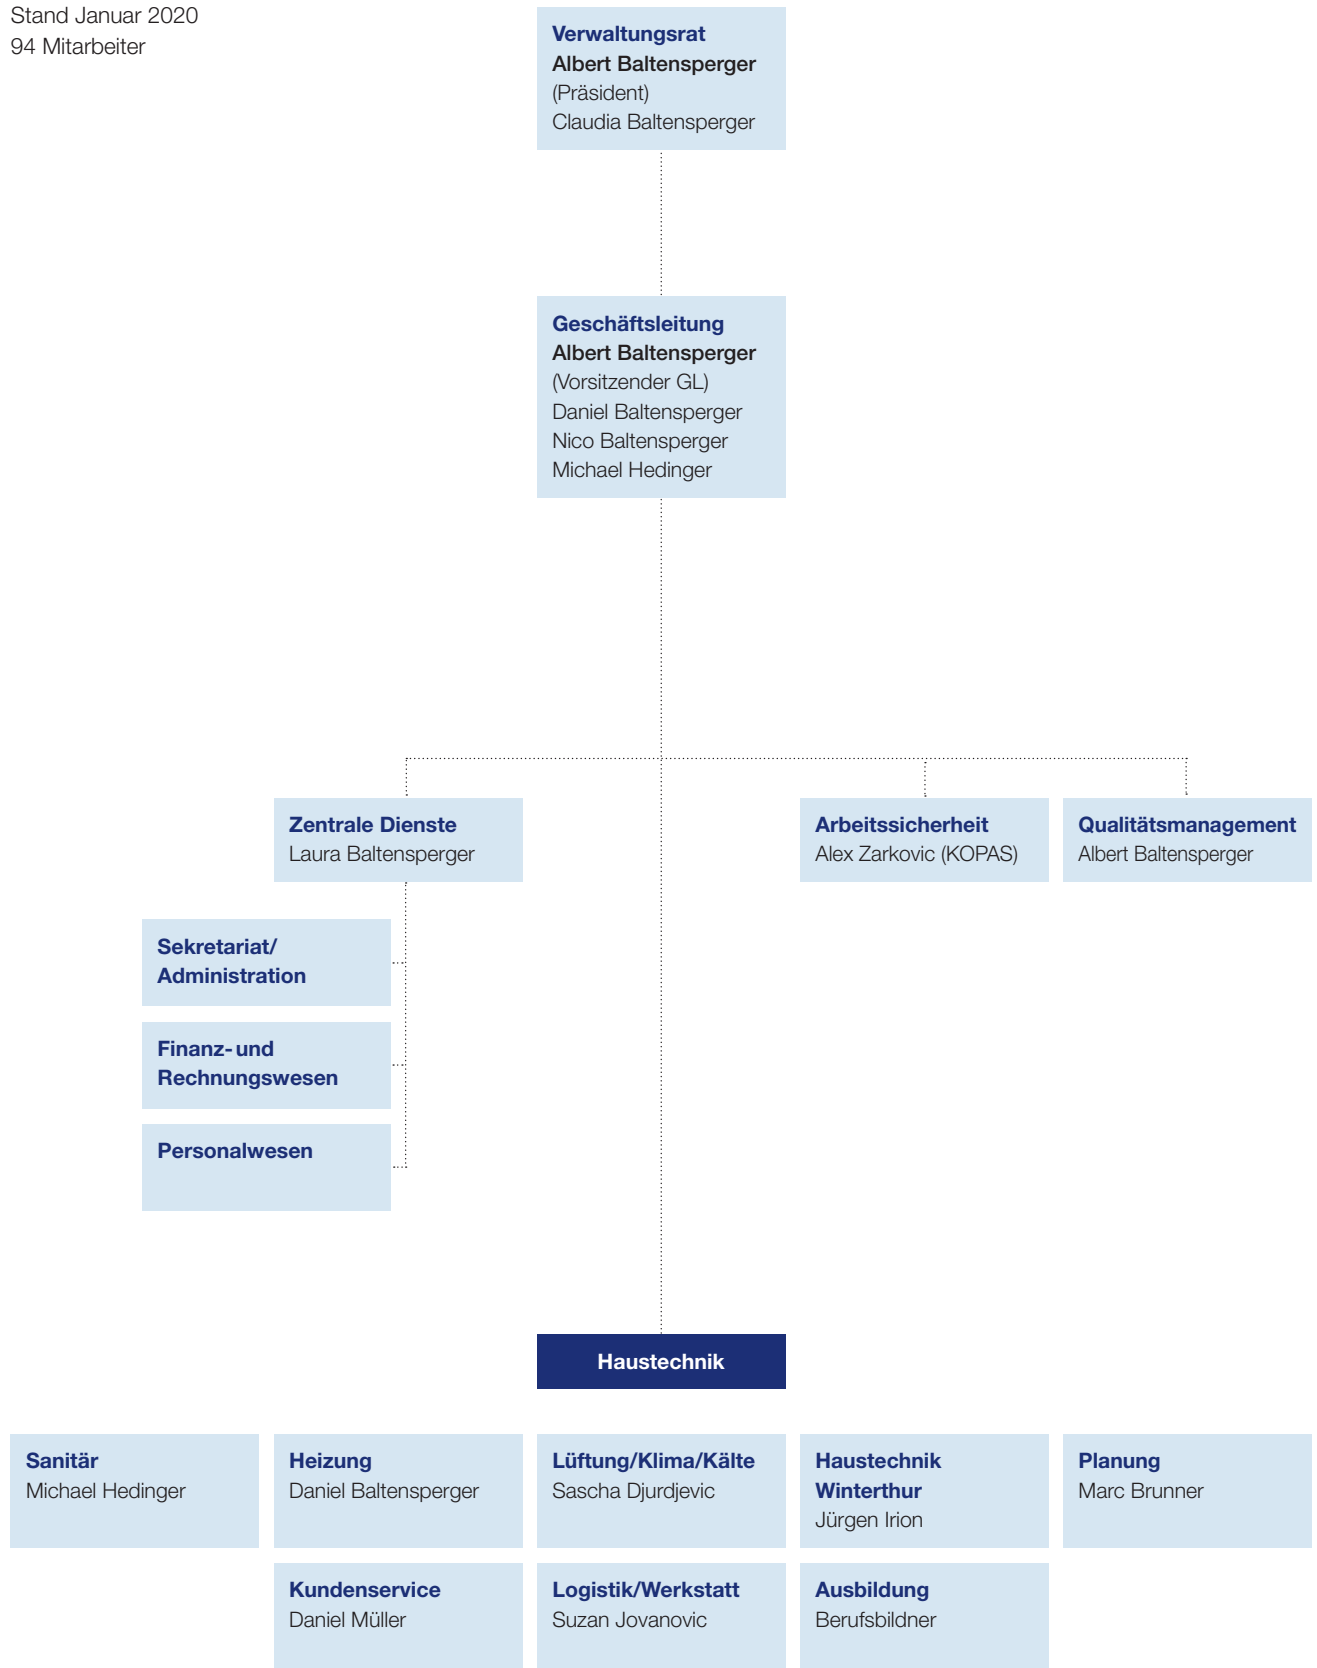 Stand Januar 2020
94 Mitarbeiter
Verwaltungsrat
Albert Baltensperger
(Präsident)
Claudia Baltensperger
Geschäftsleitung
Albert Baltensperger
(Vorsitzender GL)
Daniel Baltensperger
Nico Baltensperger
Michael Hedinger
Zentrale Dienste
Laura Baltensperger
Arbeitssicherheit
Alex Zarkovic (KOPAS)
Qualitätsmanagement
Albert Baltensperger
Sekretariat/
Administration
Finanz- und
Rechnungswesen
Personalwesen
Haustechnik
Sanitär
Michael Hedinger
Heizung
Daniel Baltensperger
Lüftung/Klima/Kälte
Sascha Djurdjevic
Haustechnik
Winterthur
Jürgen Irion
Planung
Marc Brunner
Kundenservice
Daniel Müller
Logistik/Werkstatt
Suzan Jovanovic
Ausbildung
Berufsbildner